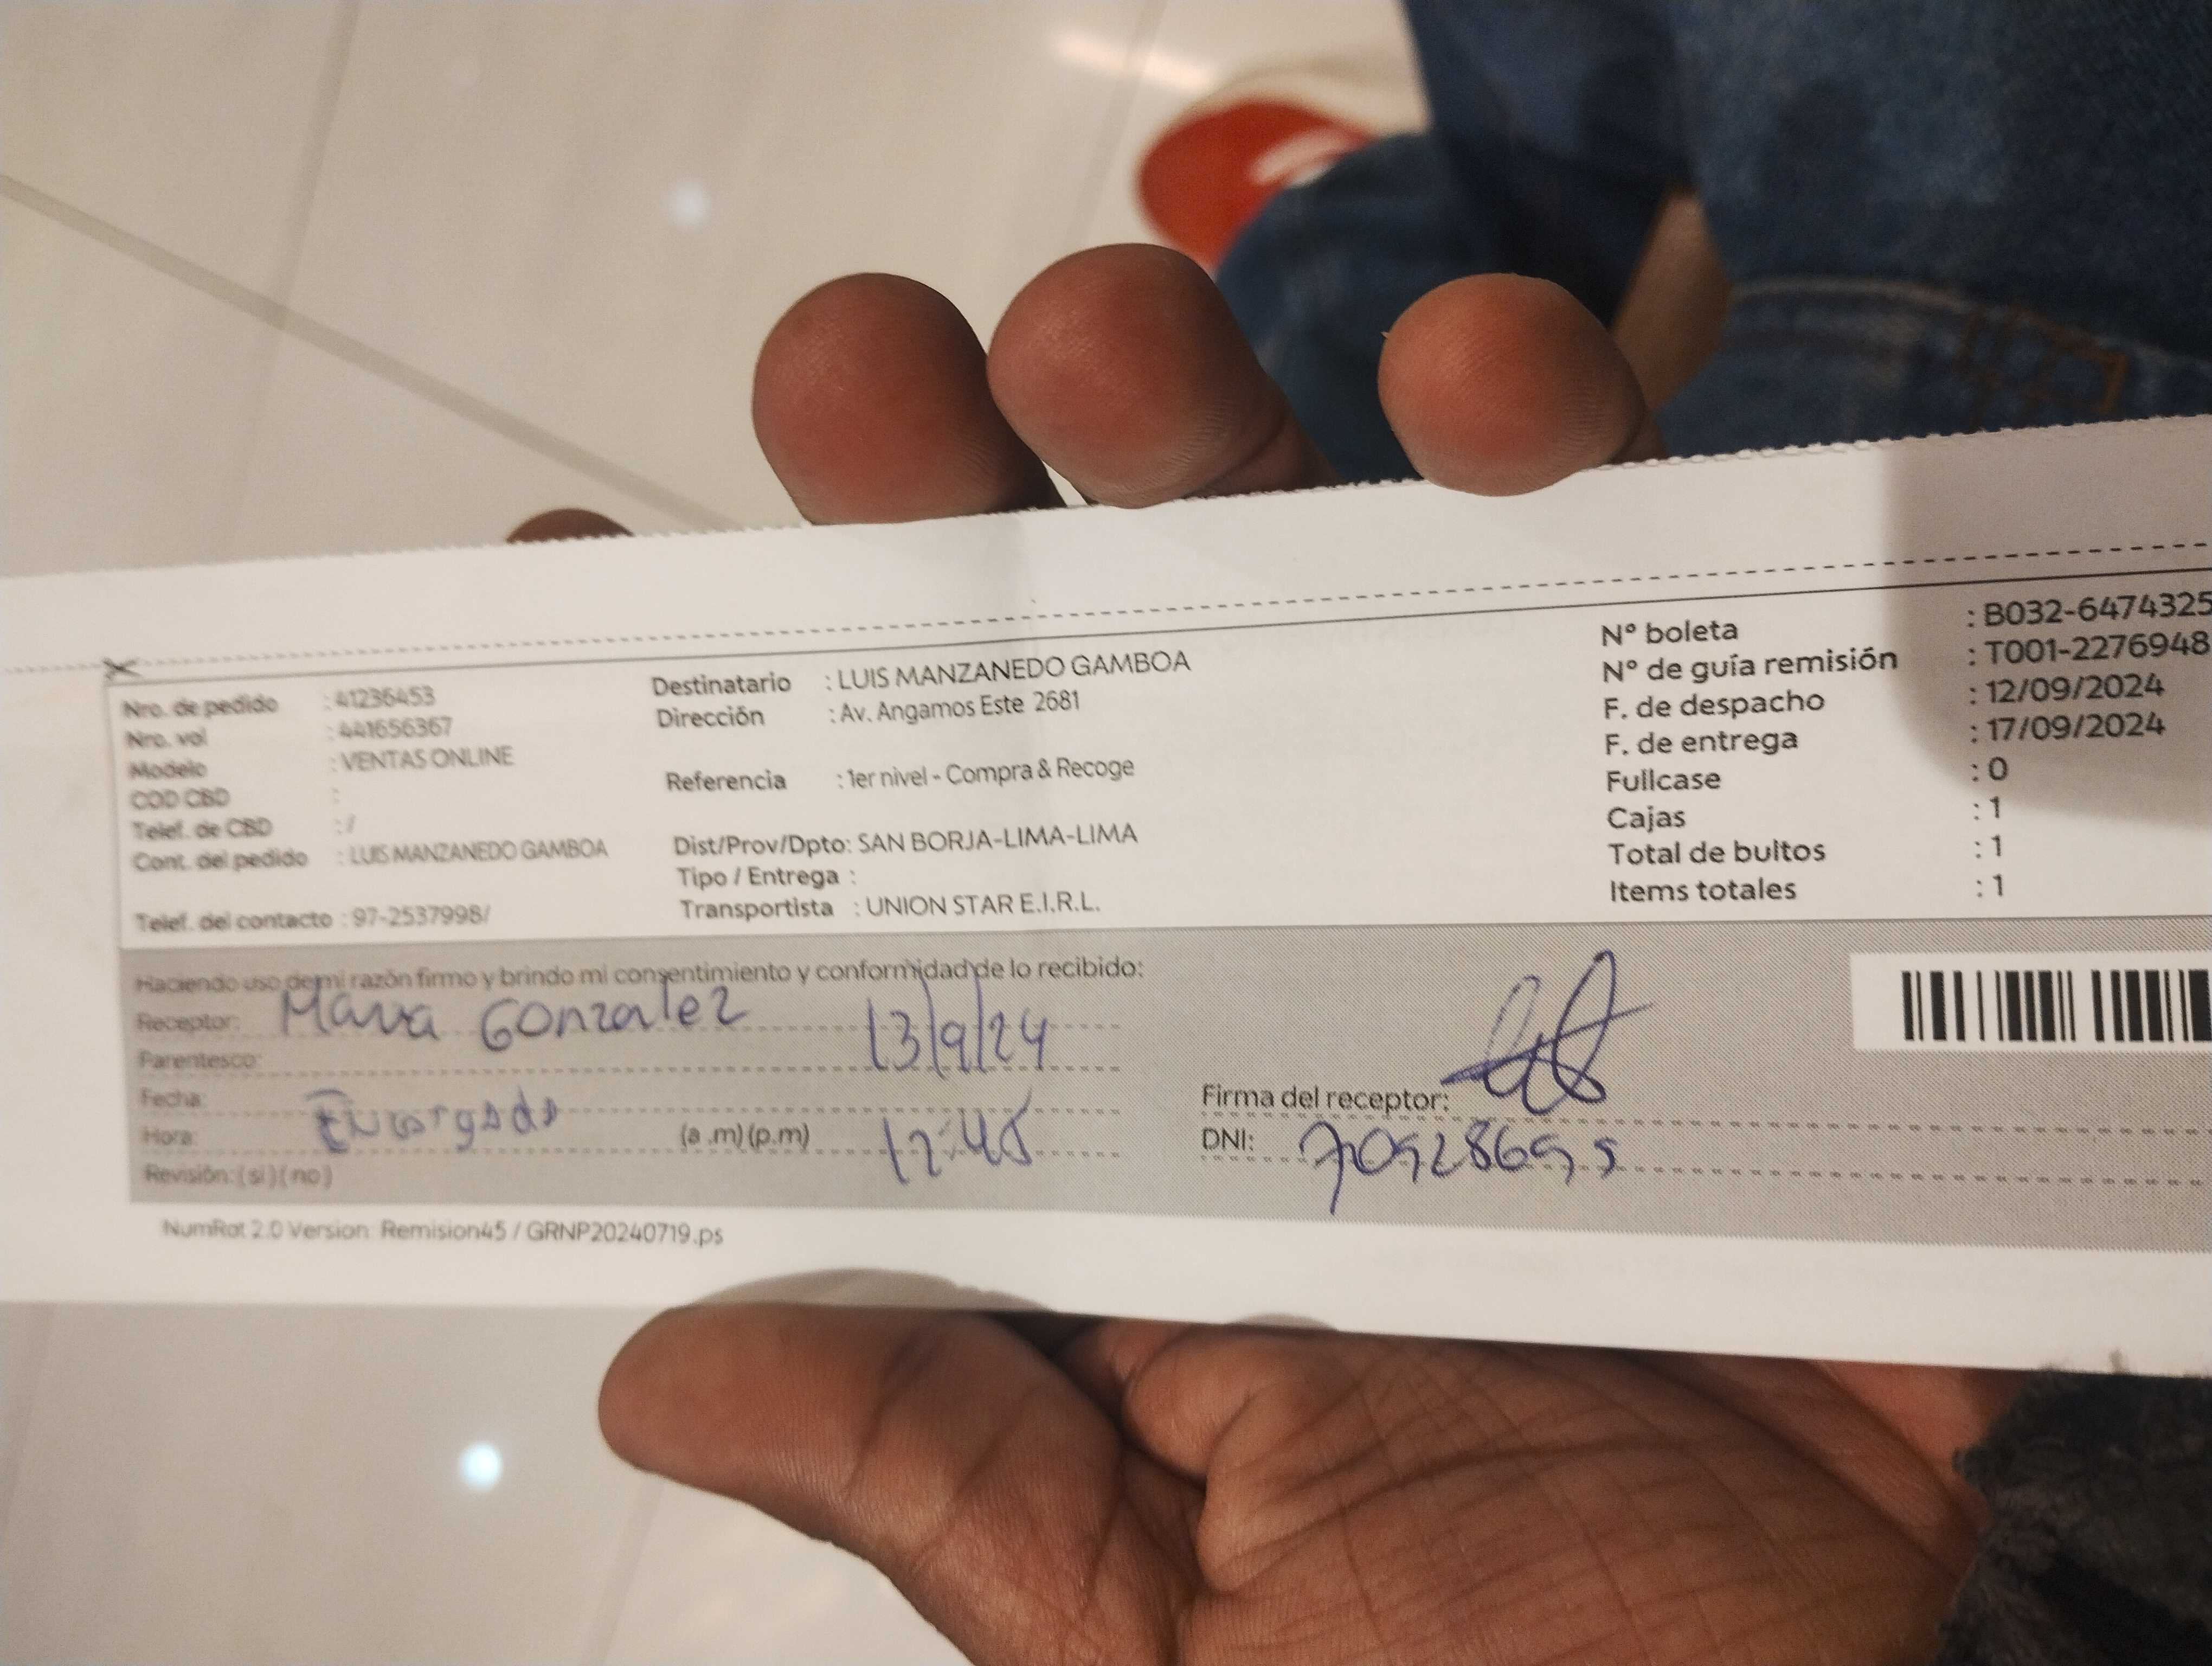 Nro. de pedido : 41236453
Nro. vol : 441656367
Modelo : VENTAS ONLINE
COD CBD :
Telef. de CBD : /
Cont. del pedido : LUIS MANZANEDO GAMBOA
Telef. del contacto : 97-2537998/
Destinatario : LUIS MANZANEDO GAMBOA
Dirección : Av. Angamos Este 2681
Referencia : 1er nivel - Compra & Recoge
Dist/Prov/Dpto: SAN BORJA-LIMA-LIMA
Tipo / Entrega :
Transportista : UNION STAR E.I.R.L.
Nº boleta : B032-6474325
Nº de guía remisión : T001-2276948
F. de despacho : 12/09/2024
F. de entrega : 17/09/2024
Fullcase : 0
Cajas : 1
Total de bultos : 1
Items totales : 1
Haciendo uso de mi razón firmo y brindo mi consentimiento y conformidad de lo recibido:
Receptor: Maria Gonzalez 13/9/24
Parentesco:
Fecha: Encargado
Hora: (a .m) (p.m) 12:45
Revisión: (si) (no)
Firma del receptor:
DNI: 70928695
NumRot 2.0 Version: Remision45 / GRNP20240719.ps